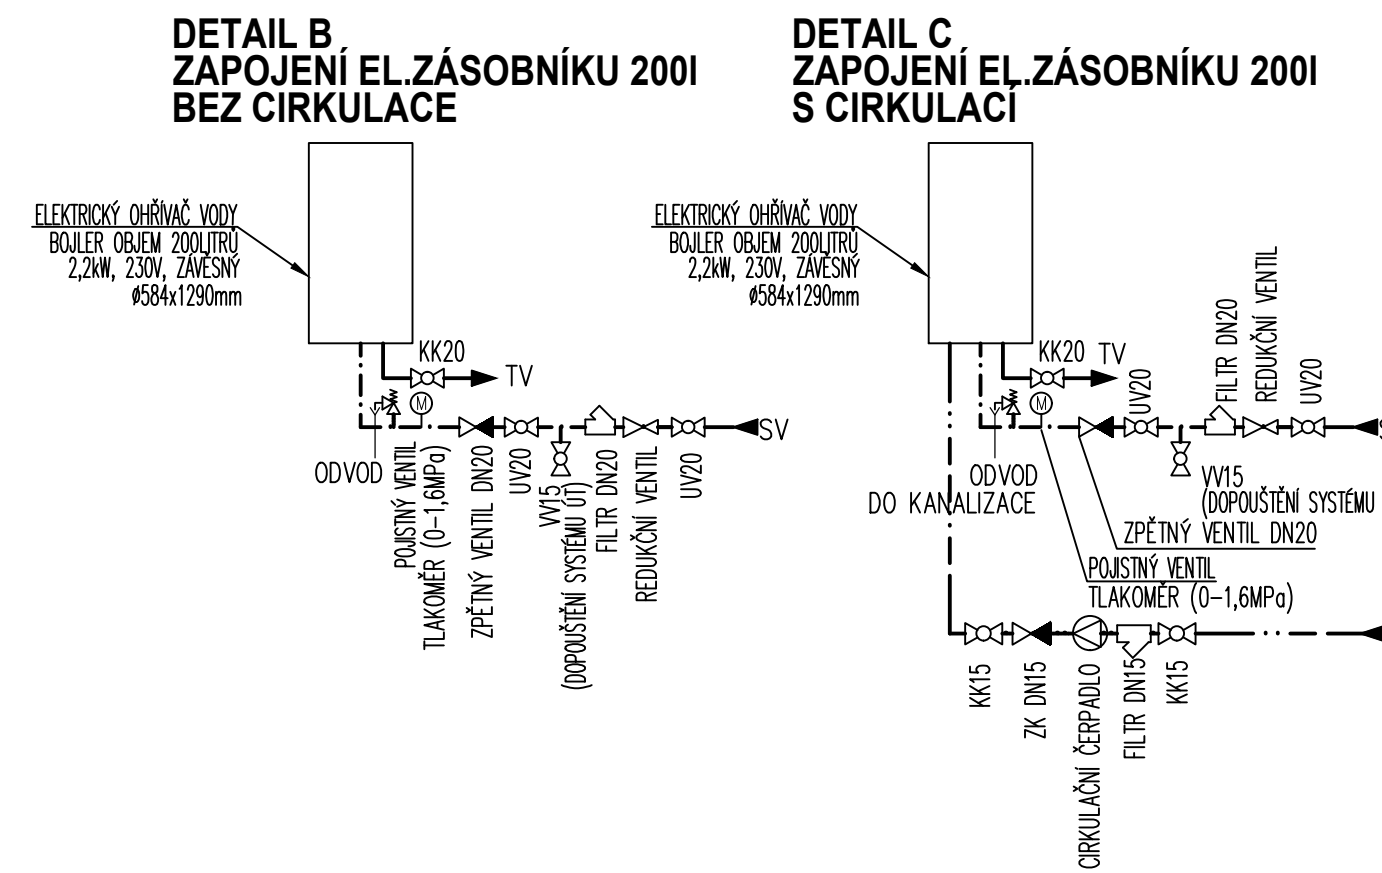 DETAIL B
ZAPOJENÍ EL.ZÁSOBNÍKU 200l
BEZ CIRKULACE
ELEKTRICKÝ OHŘÍVAČ VODY
BOJLER OBJEM 200LITRŮ
2,2kW, 230V, ZÁVĚSNÝ
ø584x1290mm
KK20
TV
M
SV
ODVOD
POJISTNÝ VENTIL
TLAKOMĚR (0–1,6MPa)
ZPĚTNÝ VENTIL DN20
UV20
VV15
(DOPOUŠTĚNÍ SYSTÉMU ÚT)
FILTR DN20
REDUKČNÍ VENTIL
UV20
DETAIL C
ZAPOJENÍ EL.ZÁSOBNÍKU 200l
S CIRKULACÍ
ELEKTRICKÝ OHŘÍVAČ VODY
BOJLER OBJEM 200LITRŮ
2,2kW, 230V, ZÁVĚSNÝ
ø584x1290mm
KK20
TV
M
UV20
FILTR DN20
REDUKČNÍ VENTIL
UV20
ODVOD
DO KANALIZACE
VV15
(DOPOUŠTĚNÍ SYSTÉMU
ZPĚTNÝ VENTIL DN20
POJISTNÝ VENTIL
TLAKOMĚR (0–1,6MPa)
KK15
ZK DN15
CIRKULAČNÍ ČERPADLO
FILTR DN15
KK15